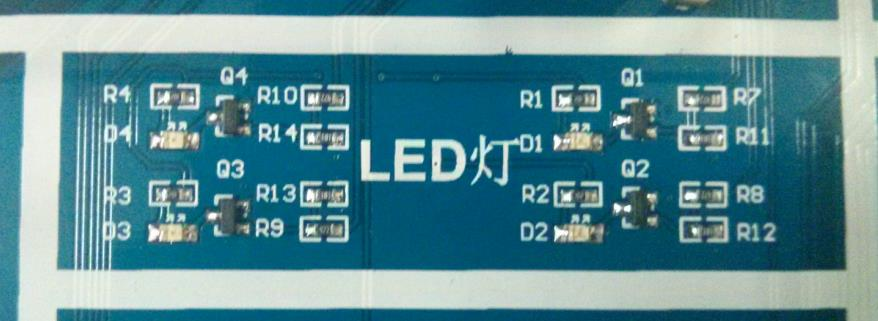 Q4
R4 R10
D4 R14
Q3
R3 R13
D3 R9
LED灯
Q1
R1 R7
D1 R11
Q2
R2 R8
D2 R12